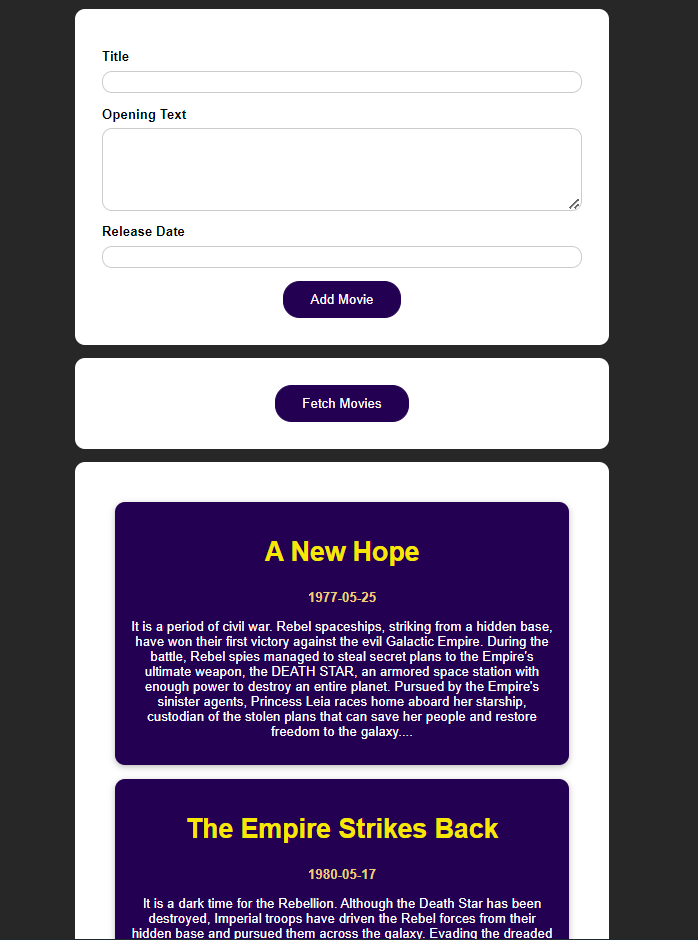 Title
Opening Text
Release Date
Add Movie
Fetch Movies
A New Hope
1977-05-25
It is a period of civil war. Rebel spaceships, striking from a hidden base,
have won their first victory against the evil Galactic Empire. During the
battle, Rebel spies managed to steal secret plans to the Empire's
ultimate weapon, the DEATH STAR, an armored space station with
enough power to destroy an entire planet. Pursued by the Empire's
sinister agents, Princess Leia races home aboard her starship,
custodian of the stolen plans that can save her people and restore
freedom to the galaxy....
The Empire Strikes Back
1980-05-17
It is a dark time for the Rebellion. Although the Death Star has been
destroyed, Imperial troops have driven the Rebel forces from their
hidden base and pursued them across the galaxy. Evading the dreaded